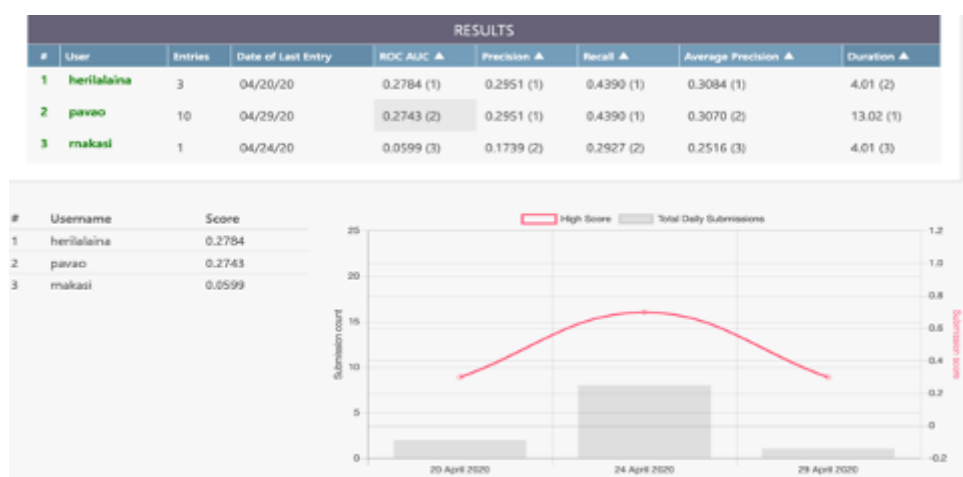 RESULTS
# User Entries Date of Last Entry ROC AUC ▲ Precision ▲ Recall ▲ Average Precision ▲ Duration ▲
1 herilalaina 3 04/20/20 0.2784 (1) 0.2951 (1) 0.4390 (1) 0.3084 (1) 4.01 (2)
2 pavao 10 04/29/20 0.2743 (2) 0.2951 (1) 0.4390 (1) 0.3070 (2) 13.02 (1)
3 rnakasi 1 04/24/20 0.0599 (3) 0.1739 (2) 0.2927 (2) 0.2516 (3) 4.01 (3)
# Username Score
1 herilalaina 0.2784
2 pavao 0.2743
3 rnakasi 0.0599
High Score Total Daily Submissions
25 1.2
1.0
20
0.8
15 0.6
10 0.4
0.2
5
0
0 -0.2
Submission count
Submission score
20 April 2020 24 April 2020 29 April 2020